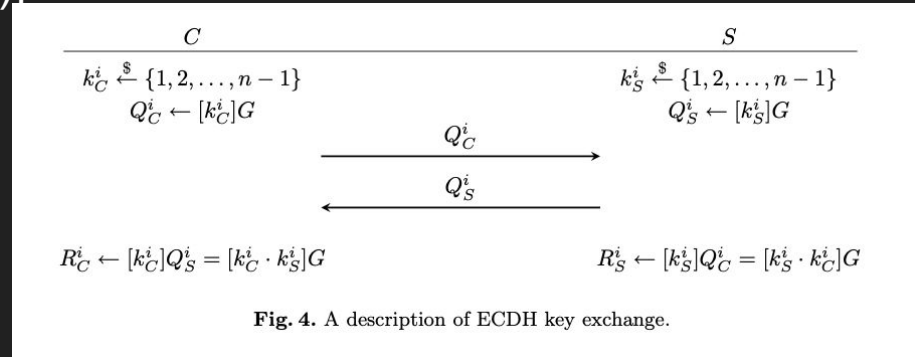 C S
k_C^i ←$ {1, 2, . . . , n − 1} k_S^i ←$ {1, 2, . . . , n − 1}
Q_C^i ← [k_C^i]G Q_S^i ← [k_S^i]G
Q_C^i
Q_S^i
R_C^i ← [k_C^i]Q_S^i = [k_C^i · k_S^i]G R_S^i ← [k_S^i]Q_C^i = [k_S^i · k_C^i]G
Fig. 4. A description of ECDH key exchange.